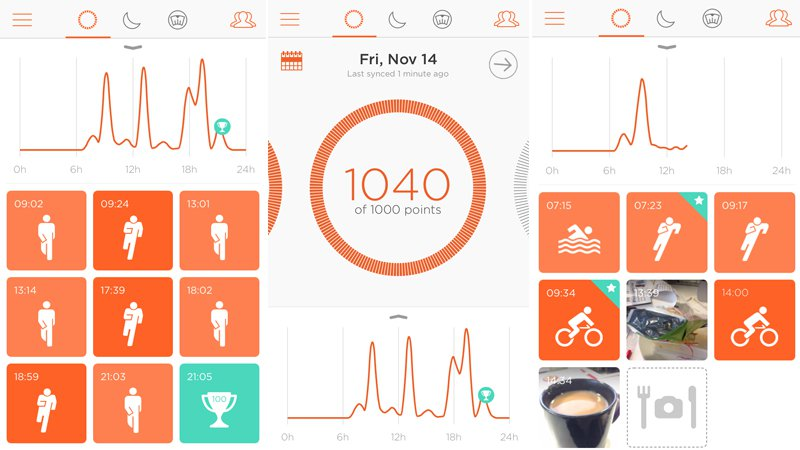 0h 6h 12h 18h 24h
09:02 09:24 13:01
13:14 17:39 18:02
18:59 21:03 21:05
100
Fri, Nov 14
Last synced 1 minute ago
1040
of 1000 points
0h 6h 12h 18h 24h
0h 6h 12h 18h 24h
07:15 07:23 09:17
09:34 13:39 14:00
14:34